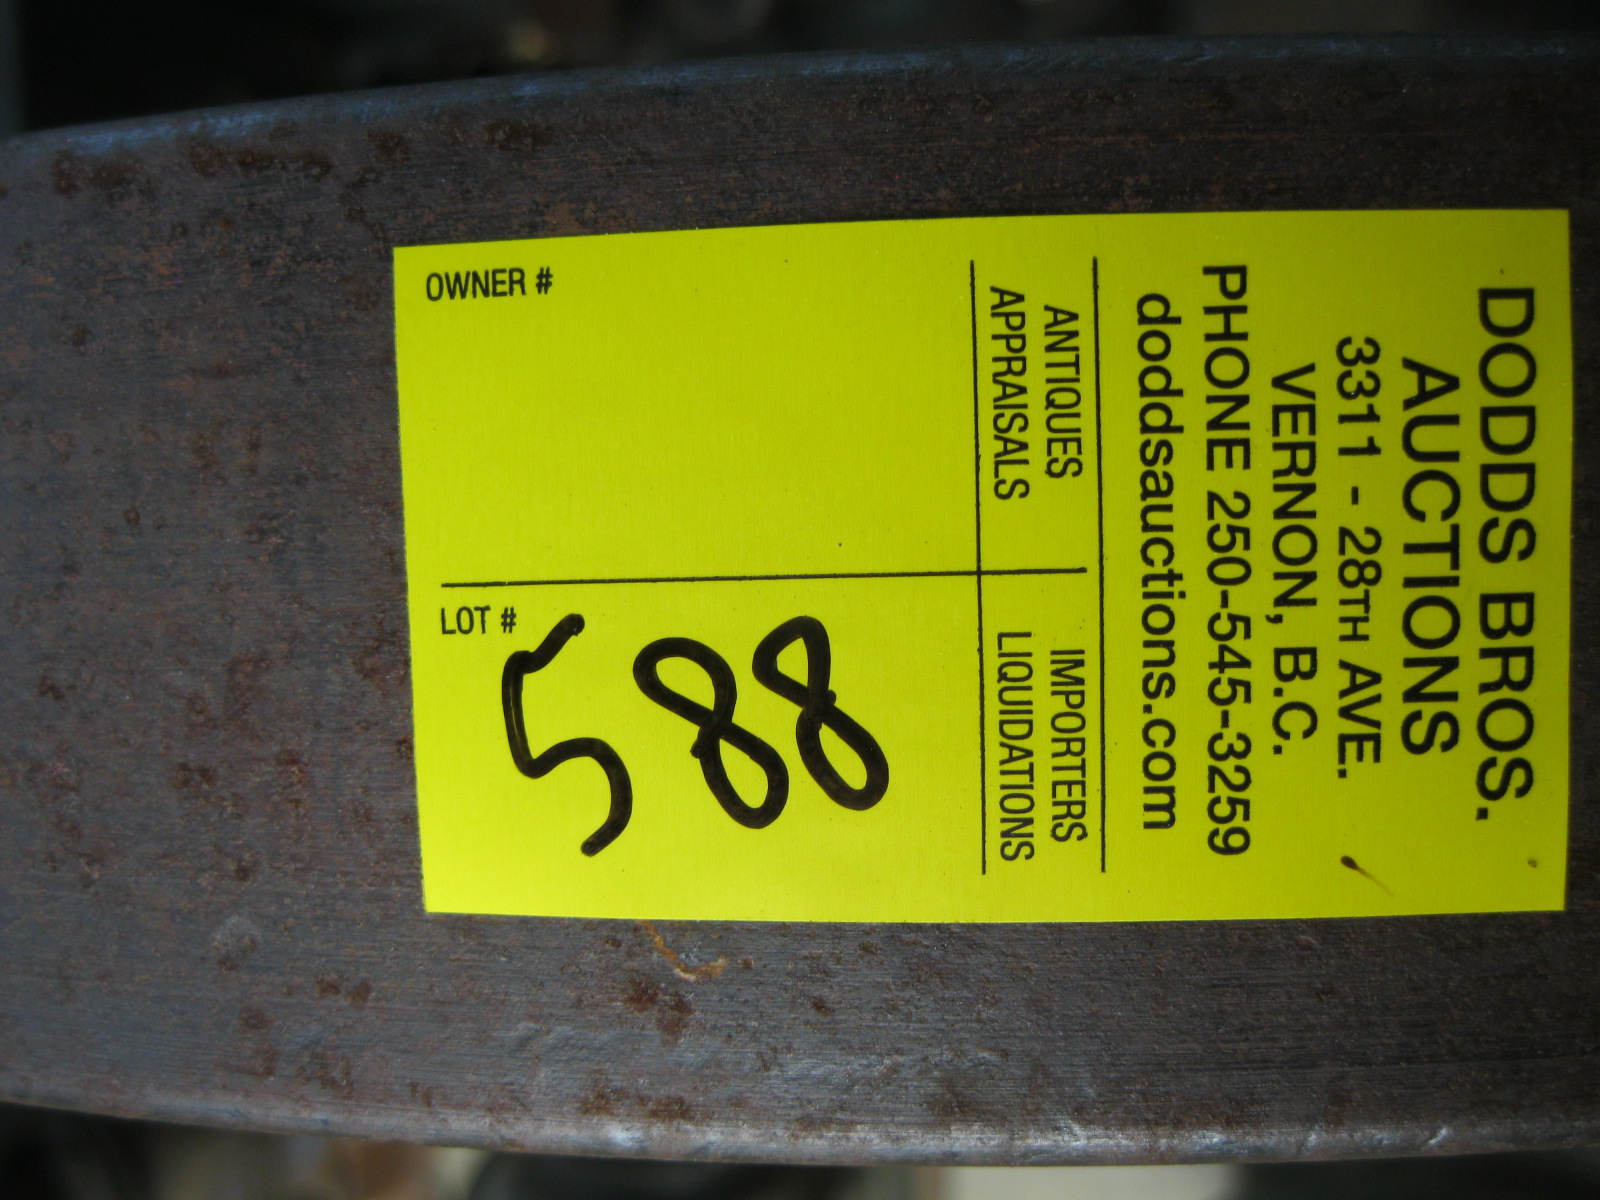 DODDS BROS.
AUCTIONS
3311 - 28TH AVE.
VERNON, B.C.
PHONE 250-545-3259
doddsauctions.com
ANTIQUES IMPORTERS
APPRAISALS LIQUIDATIONS
OWNER # LOT #
588